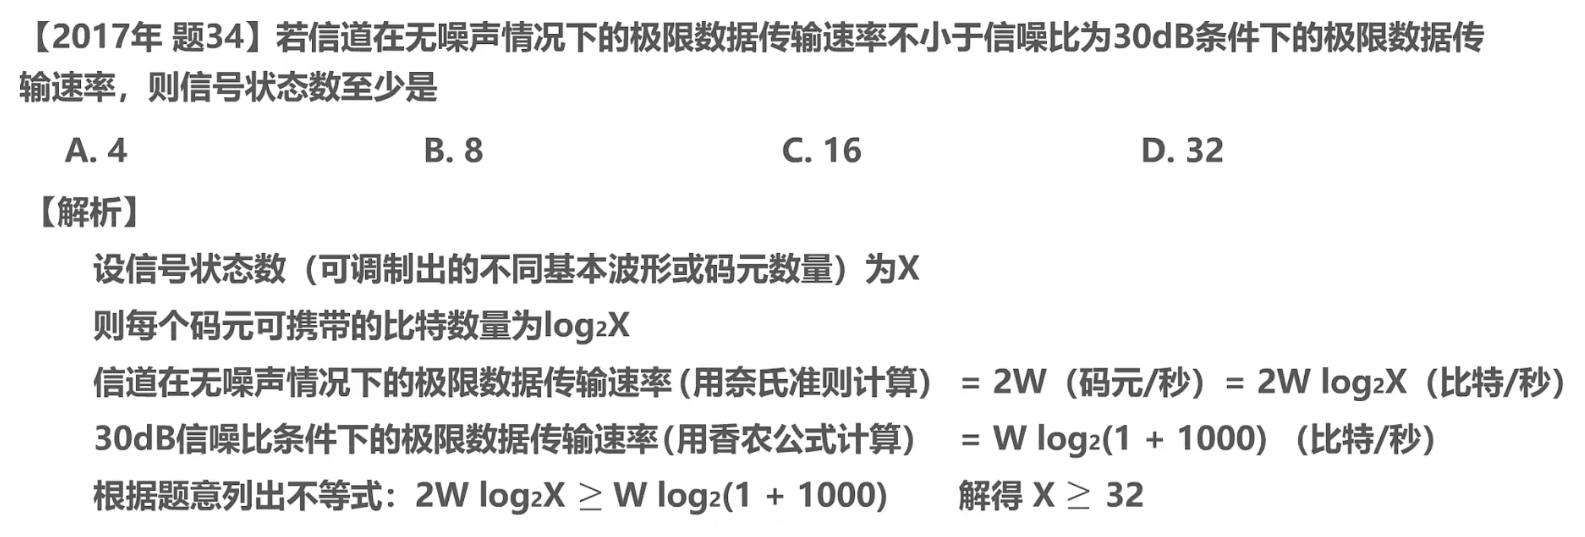 【2017年 题34】若信道在无噪声情况下的极限数据传输速率不小于信噪比为30dB条件下的极限数据传
输速率，则信号状态数至少是
A. 4 B. 8 C. 16 D. 32
【解析】
设信号状态数（可调制出的不同基本波形或码元数量）为X
则每个码元可携带的比特数量为log₂X
信道在无噪声情况下的极限数据传输速率（用奈氏准则计算） = 2W（码元/秒）= 2W log₂X（比特/秒）
30dB信噪比条件下的极限数据传输速率（用香农公式计算） = W log₂(1 + 1000) （比特/秒）
根据题意列出不等式：2W log₂X ≥ W log₂(1 + 1000) 解得 X ≥ 32